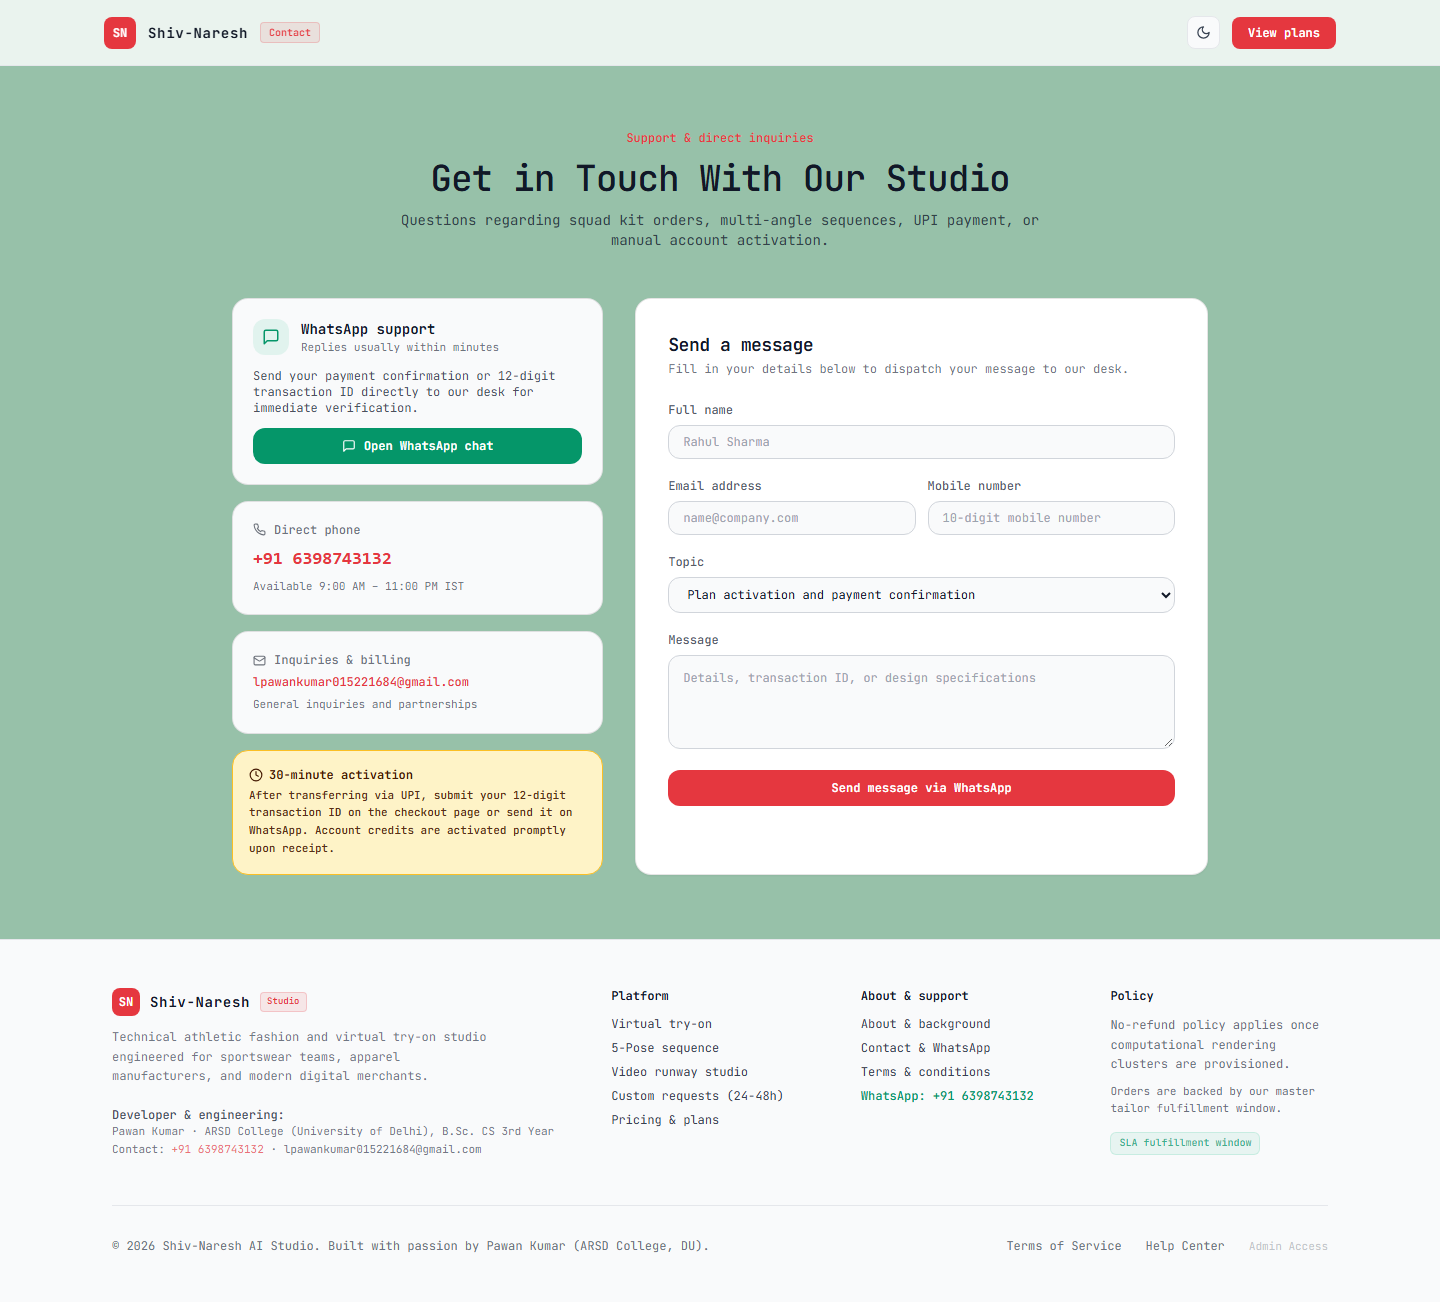 SN Shiv-Naresh Contact
View plans
Support & direct inquiries
Get in Touch With Our Studio
Questions regarding squad kit orders, multi-angle sequences, UPI payment, or
manual account activation.
WhatsApp support
Replies usually within minutes
Send your payment confirmation or 12-digit
transaction ID directly to our desk for
immediate verification.
Open WhatsApp chat
Direct phone
+91 6398743132
Available 9:00 AM – 11:00 PM IST
Inquiries & billing
lpawankumar015221684@gmail.com
General inquiries and partnerships
30-minute activation
After transferring via UPI, submit your 12-digit
transaction ID on the checkout page or send it on
WhatsApp. Account credits are activated promptly
upon receipt.
Send a message
Fill in your details below to dispatch your message to our desk.
Full name
Rahul Sharma
Email address
name@company.com
Mobile number
10-digit mobile number
Topic
Plan activation and payment confirmation
Message
Details, transaction ID, or design specifications
Send message via WhatsApp
SN Shiv-Naresh Studio
Technical athletic fashion and virtual try-on studio
engineered for sportswear teams, apparel
manufacturers, and modern digital merchants.
Developer & engineering:
Pawan Kumar · ARSD College (University of Delhi), B.Sc. CS 3rd Year
Contact: +91 6398743132 · lpawankumar015221684@gmail.com
Platform
Virtual try-on
5-Pose sequence
Video runway studio
Custom requests (24-48h)
Pricing & plans
About & support
About & background
Contact & WhatsApp
Terms & conditions
WhatsApp: +91 6398743132
Policy
No-refund policy applies once
computational rendering
clusters are provisioned.
Orders are backed by our master
tailor fulfillment window.
SLA fulfillment window
© 2026 Shiv-Naresh AI Studio. Built with passion by Pawan Kumar (ARSD College, DU).
Terms of Service
Help Center
Admin Access